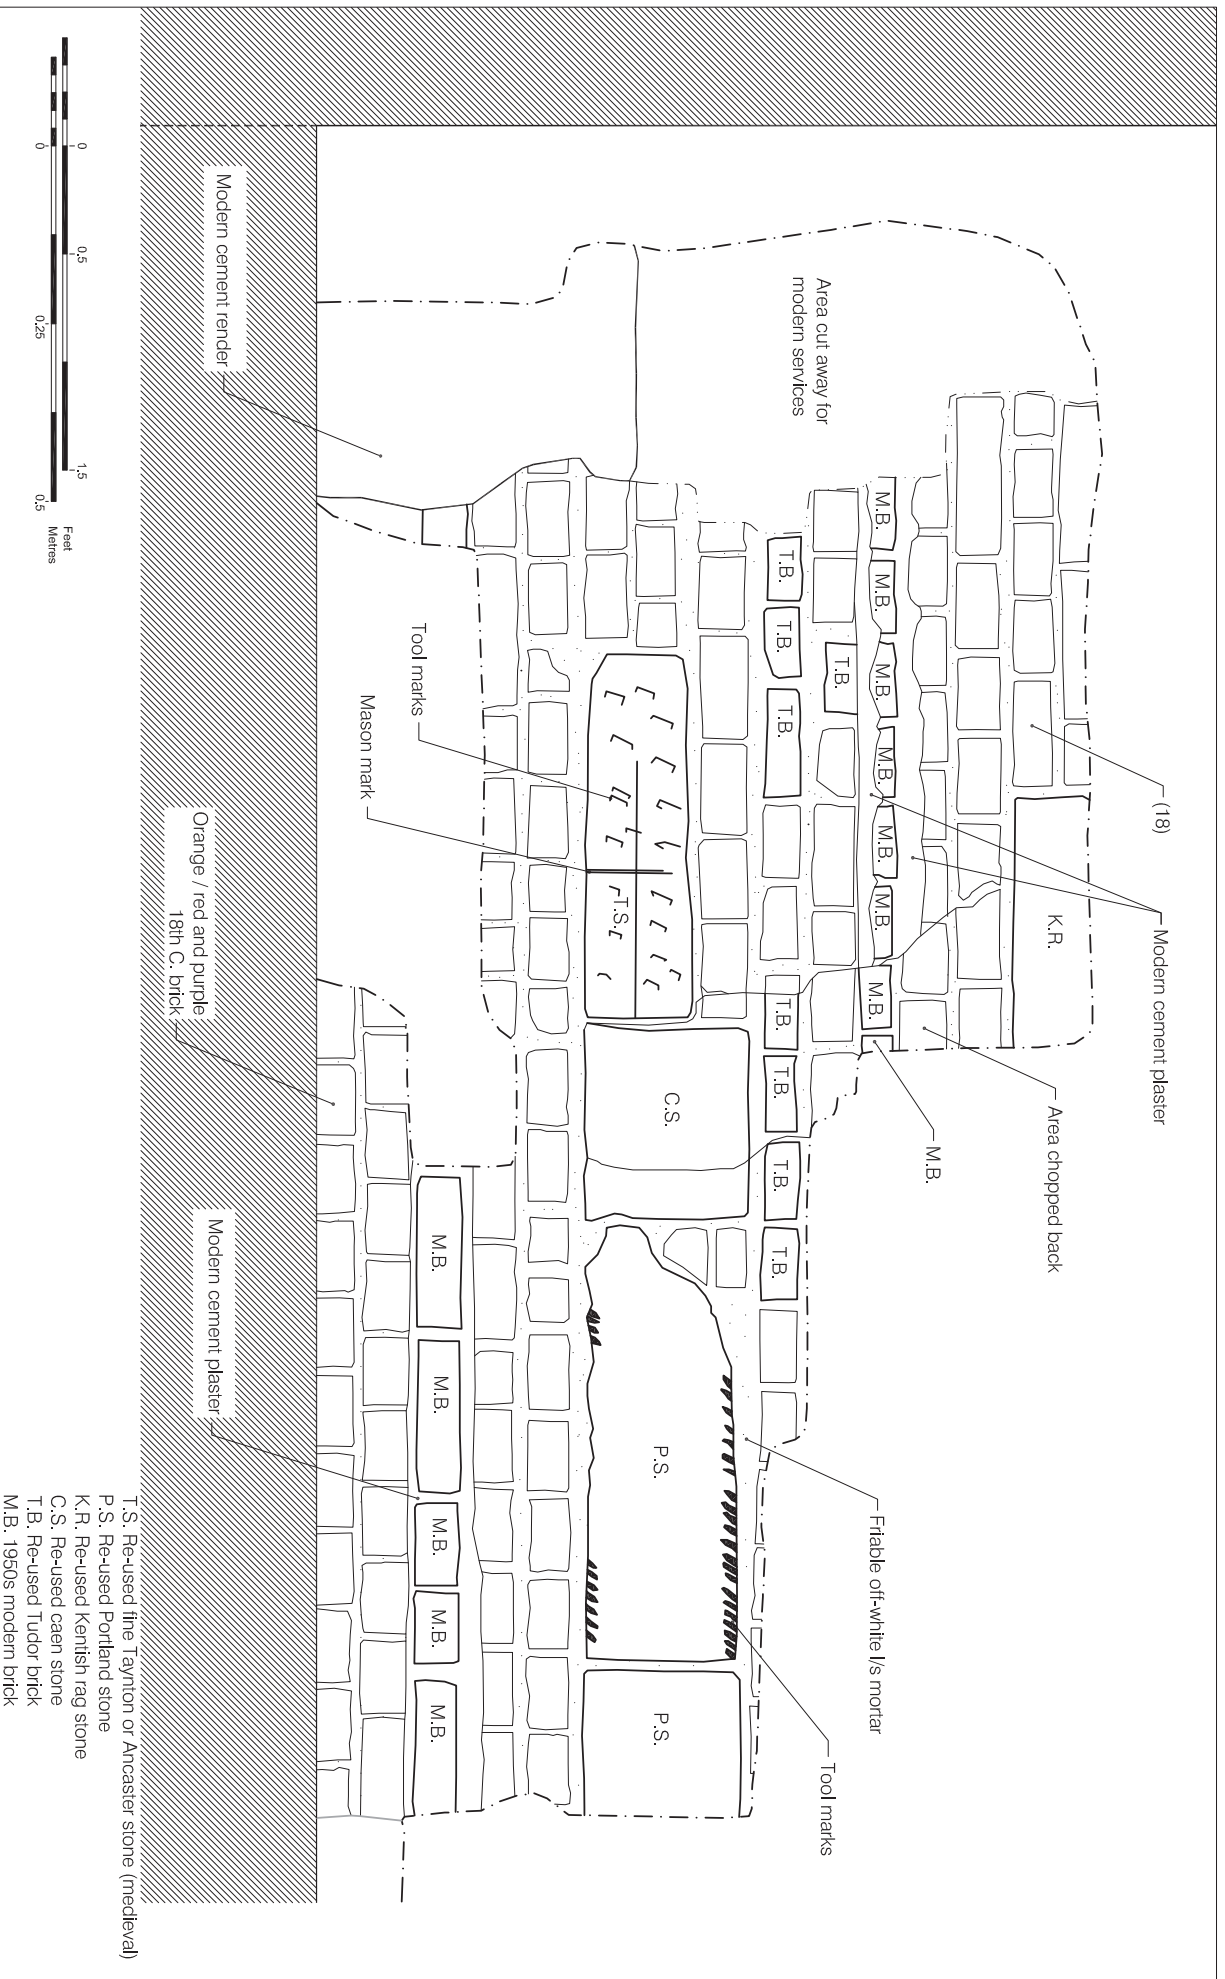 (18)
Modern cement plaster
Area chopped back
M.B.
K.R.
Area cut away for
modern services
M.B.
M.B.
M.B.
M.B.
M.B.
M.B.
M.B.
T.B.
T.B.
T.B.
T.B.
T.B.
T.B.
T.B.
T.B.
Friable off-white l/s mortar
Tool marks
T.S.
C.S.
P.S.
P.S.
Tool marks
Mason mark
M.B.
M.B.
M.B.
M.B.
M.B.
Modern cement render
Orange / red and purple
18th C. brick
Modern cement plaster
0
0.5
1.5
Feet
0
0.25
0.5
Metres
T.S. Re-used fine Taynton or Ancaster stone (medieval)
P.S. Re-used Portland stone
K.R. Re-used Kentish rag stone
C.S. Re-used caen stone
T.B. Re-used Tudor brick
M.B. 1950s modern brick